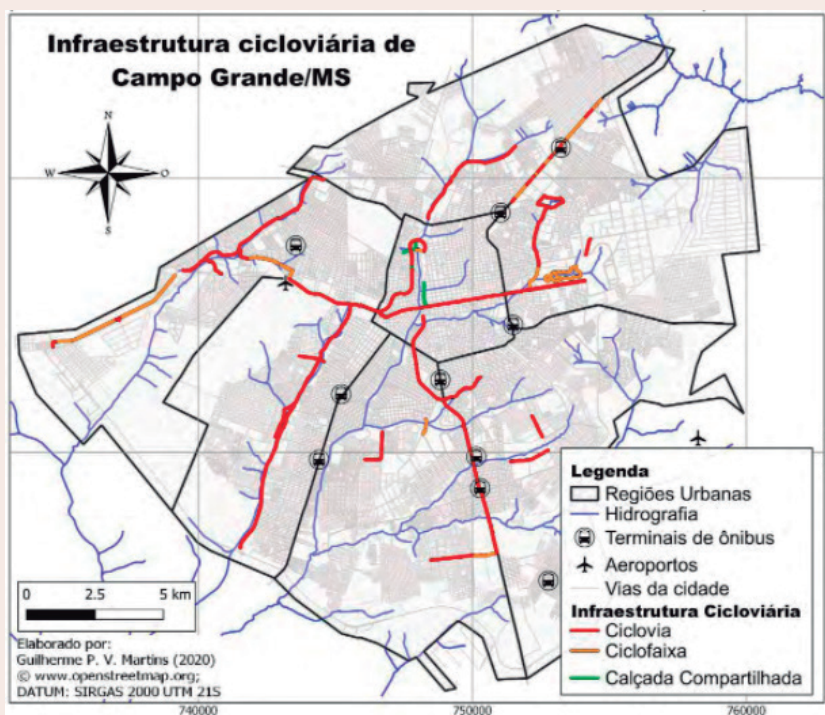 Infraestrutura cicloviária de
Campo Grande/MS
N
W
O
S
Legenda
Regiões Urbanas
Hidrografia
Terminais de ônibus
Aeroportos
Vias da cidade
Infraestrutura Cicloviária
Ciclovia
Ciclofaixa
Calçada Compartilhada
0 2.5 5 km
Elaborado por:
Guilherme P. V. Martins (2020)
© www.openstreetmap.org;
DATUM: SIRGAS 2000 UTM 21S
740000 750000 760000